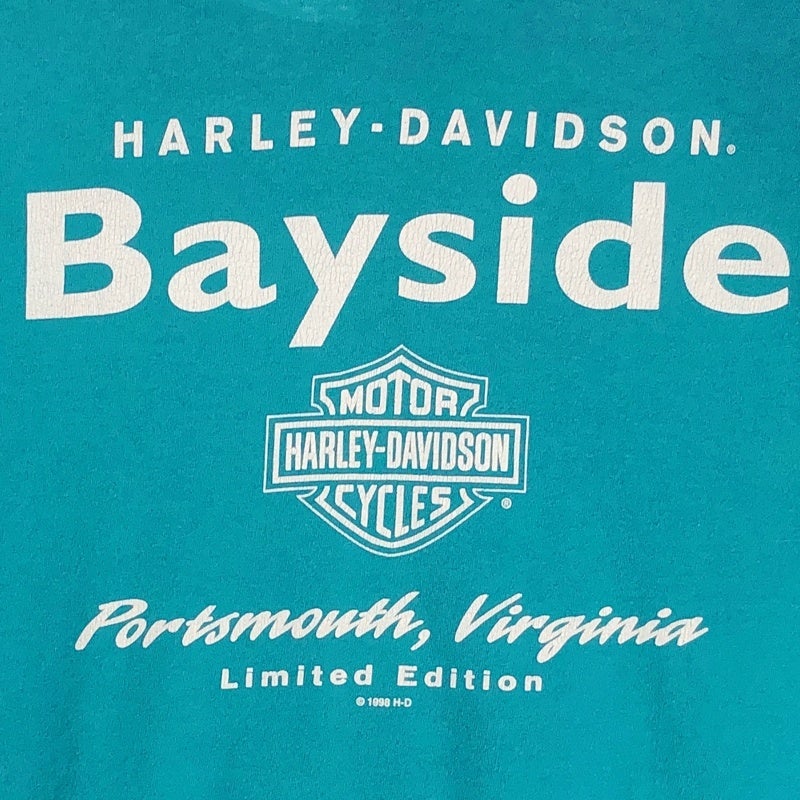 HARLEY-DAVIDSON®
Bayside
MOTOR
HARLEY-DAVIDSON
CYCLES®
Portsmouth, Virginia
Limited Edition
© 1998 H-D